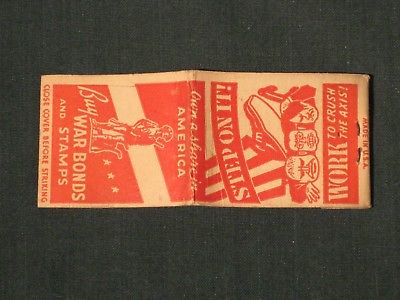 CLOSE COVER BEFORE STRIKING
Buy
WAR BONDS
AND STAMPS
Own a share in
AMERICA
STEP ON IT!
WORK TO CRUSH
THE AXIS!
MADE IN U.S.A.